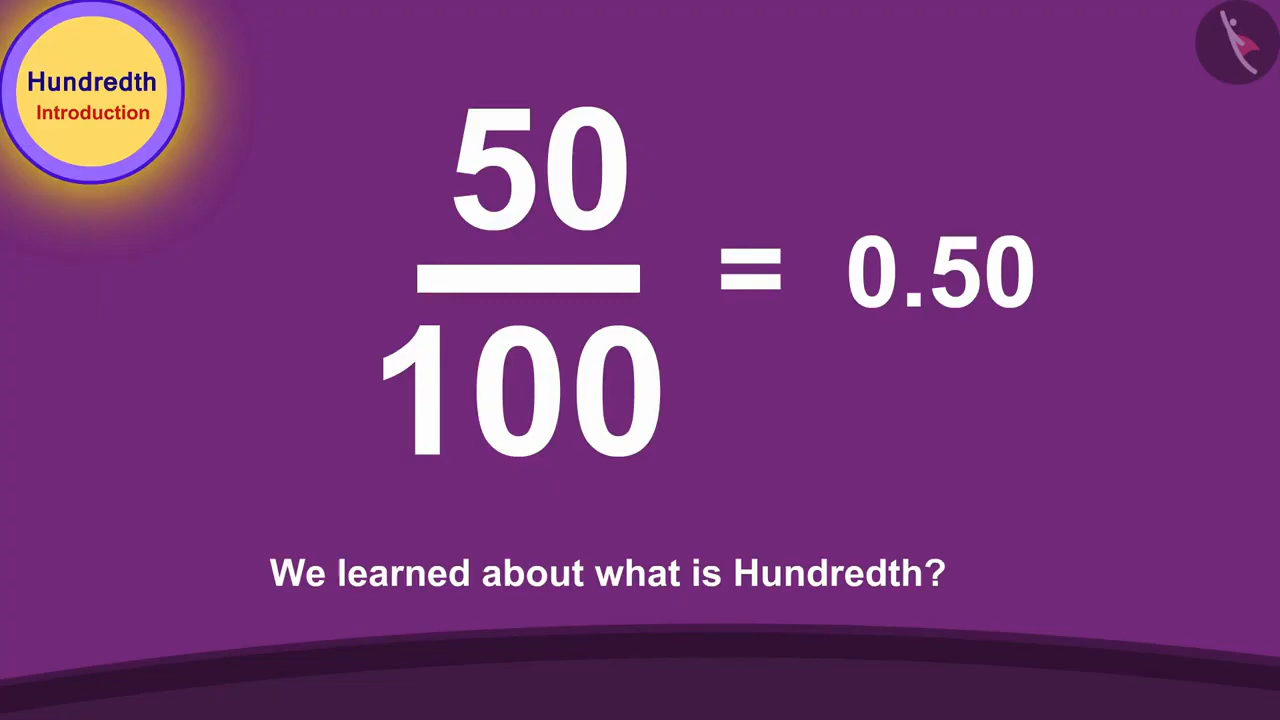 Hundredth
Introduction
50
100
= 0.50
We learned about what is Hundredth?